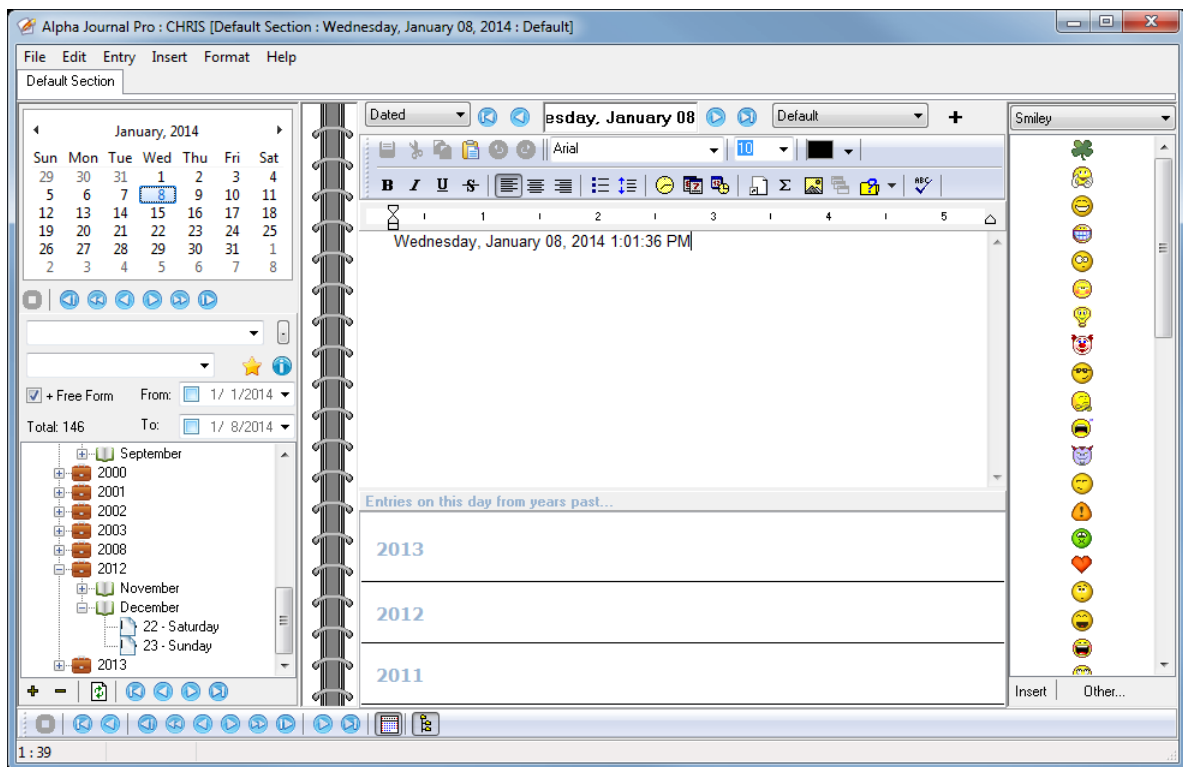 Alpha Journal Pro : CHRIS [Default Section : Wednesday, January 08, 2014 : Default]
File Edit Entry Insert Format Help
Default Section
January, 2014
Sun Mon Tue Wed Thu Fri Sat
29 30 31 1 2 3 4
5 6 7 8 9 10 11
12 13 14 15 16 17 18
19 20 21 22 23 24 25
26 27 28 29 30 31 1
2 3 4 5 6 7 8
+ Free Form From: 1/ 1/2014
Total: 146 To: 1/ 8/2014
September
2000
2001
2002
2003
2008
2012
November
December
22 - Saturday
23 - Sunday
2013
Dated esday, January 08 Default +
Arial 10
B I U S Σ ABC
1 2 3 4 5
Wednesday, January 08, 2014 1:01:36 PM
Entries on this day from years past...
2013
2012
2011
Smiley
Insert Other...
1 : 39